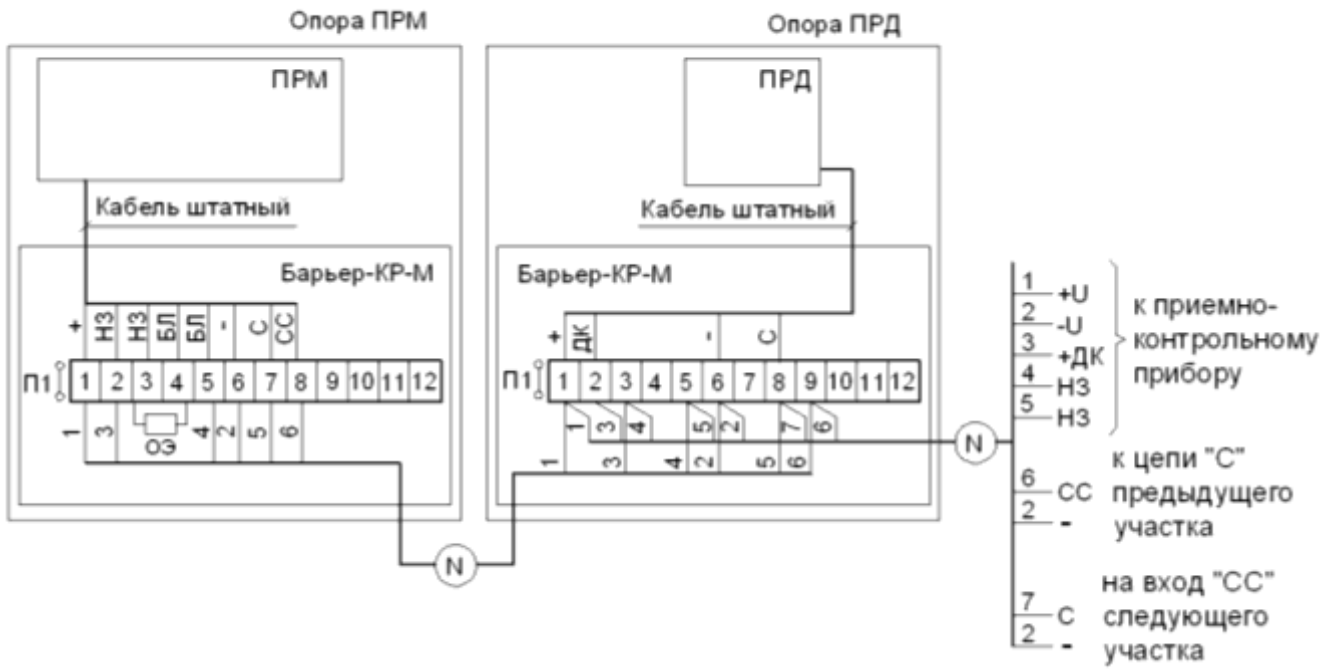 Опора ПРМ
Опора ПРД
ПРМ
ПРД
Кабель штатный
Кабель штатный
Барьер-КР-М
Барьер-КР-М
+ НЗ НЗ БЛ БЛ - С СС
+ ДК - С
П1 1 2 3 4 5 6 7 8 9 10 11 12
П1 1 2 3 4 5 6 7 8 9 10 11 12
1 3 ОЭ 4 2 5 6
1 3 4 5 2 7 6
1 3 4 2 5 6
N
N
1 +U
2 -U
3 +ДК
4 НЗ
5 НЗ
к приемно-
контрольному
прибору
6 СС
2 -
к цепи "С"
предыдущего
участка
7 С
2 -
на вход "СС"
следующего
участка